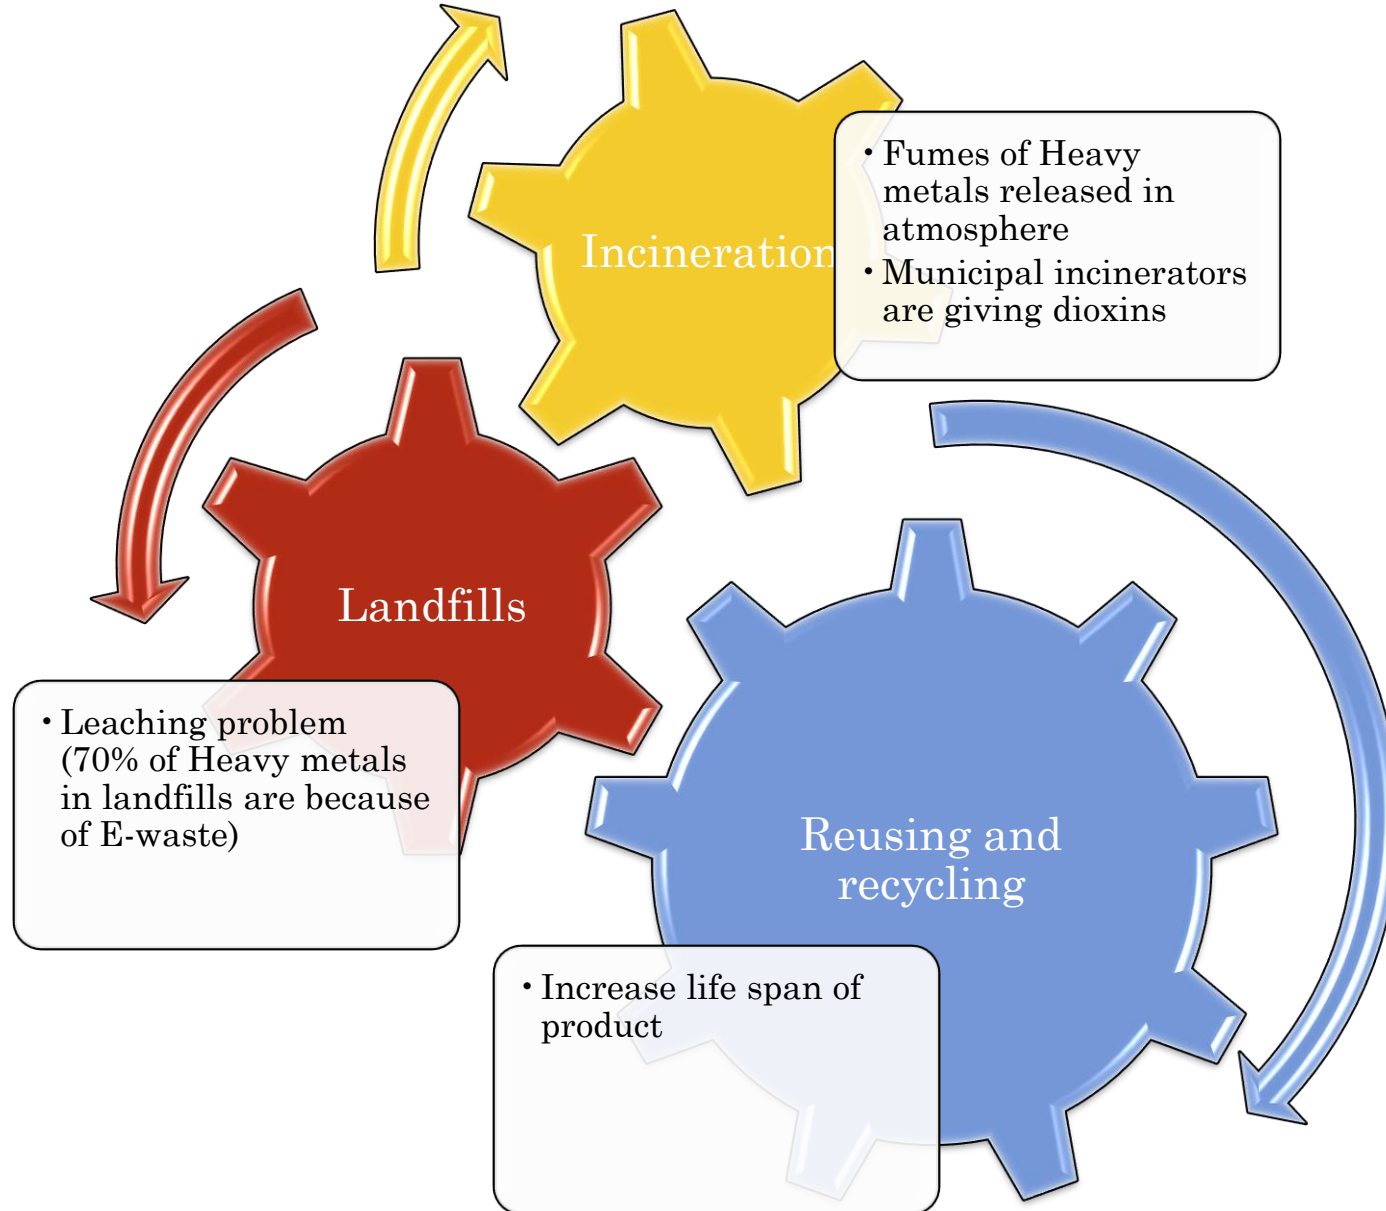 Incineration
• Fumes of Heavy
metals released in
atmosphere
• Municipal incinerators
are giving dioxins
Landfills
• Leaching problem
(70% of Heavy metals
in landfills are because
of E-waste)
Reusing and
recycling
• Increase life span of
product